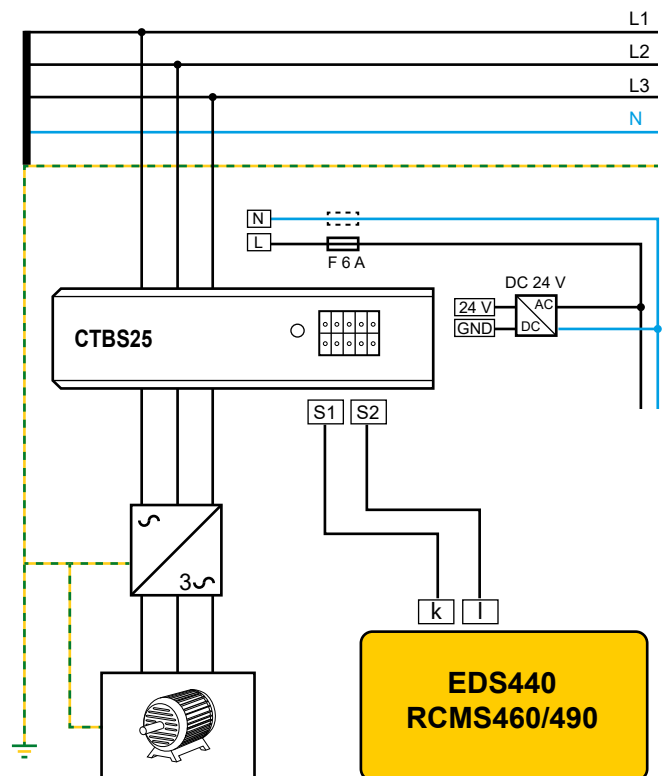 L1
L2
L3
N
N
L
F 6 A
DC 24 V
24 V
AC
GND
DC
CTBS25
S1 S2
3
k l
EDS440
RCMS460/490